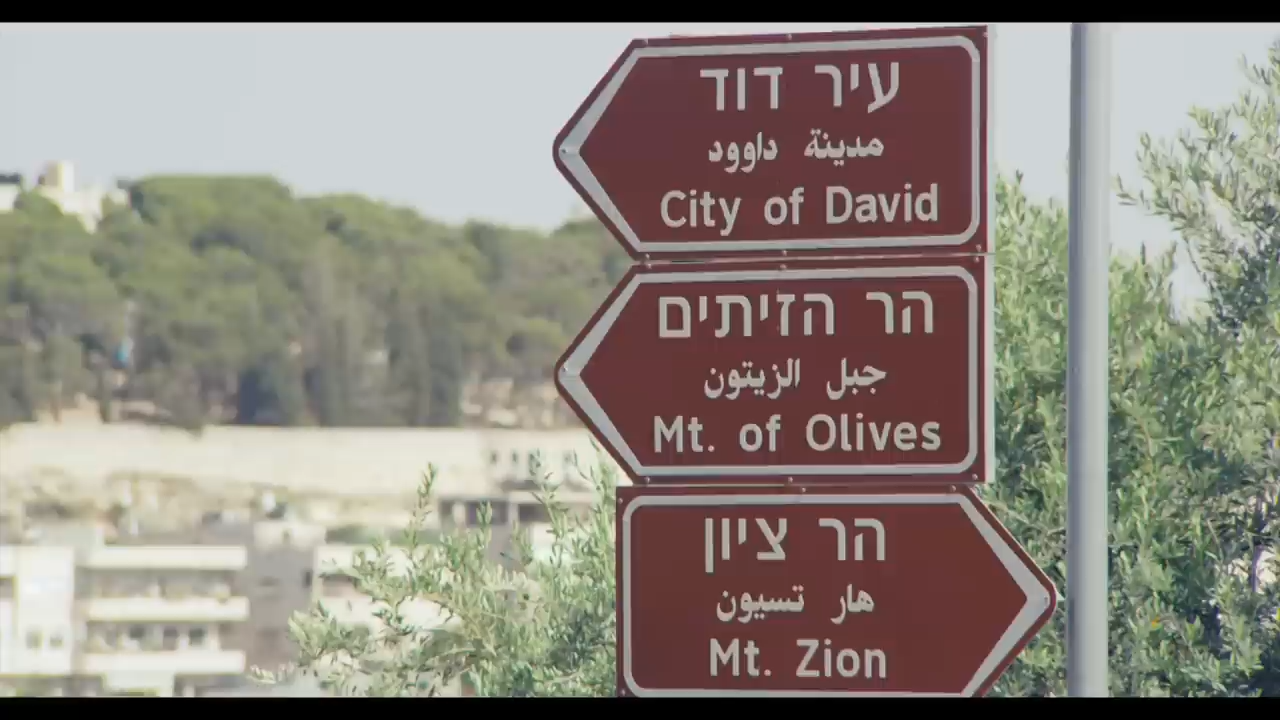 עיר דוד
مدينة داوود
City of David
הר הזיתים
جبل الزيتون
Mt. of Olives
הר ציון
هار تسيون
Mt. Zion